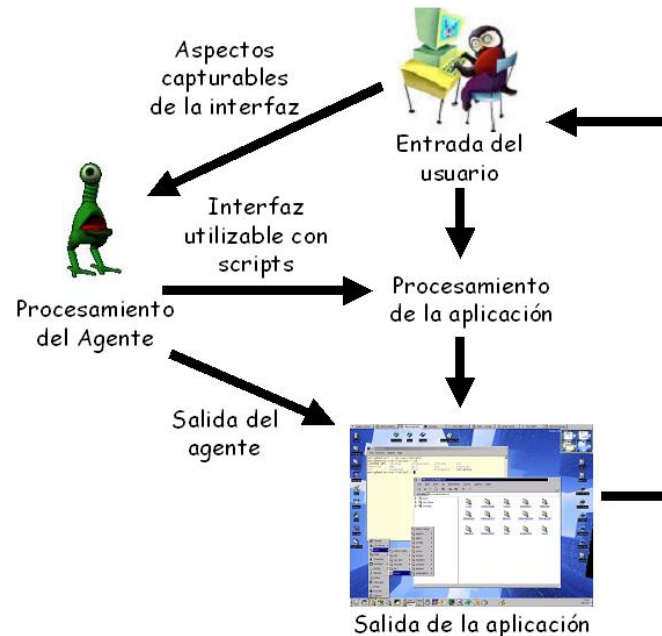 Aspectos
capturables
de la interfaz
Entrada del
usuario
Interfaz
utilizable con
scripts
Procesamiento
del Agente
Procesamiento
de la aplicación
Salida del
agente
Salida de la aplicación